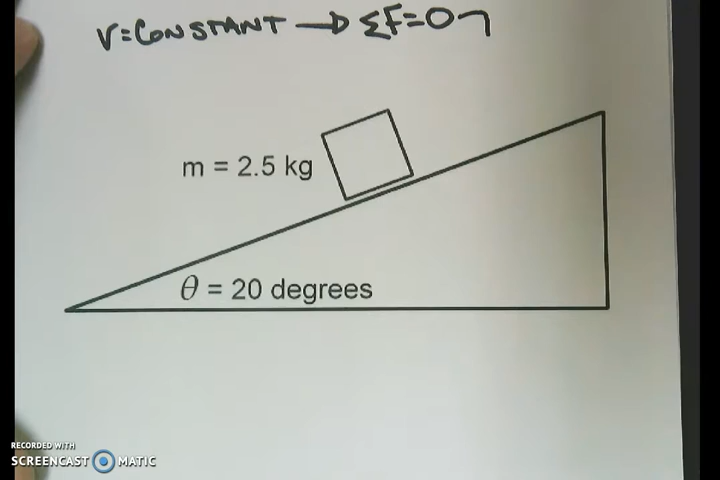 V=CONSTANT → ΣF=0
m = 2.5 kg
θ = 20 degrees
RECORDED WITH
SCREENCAST MATIC